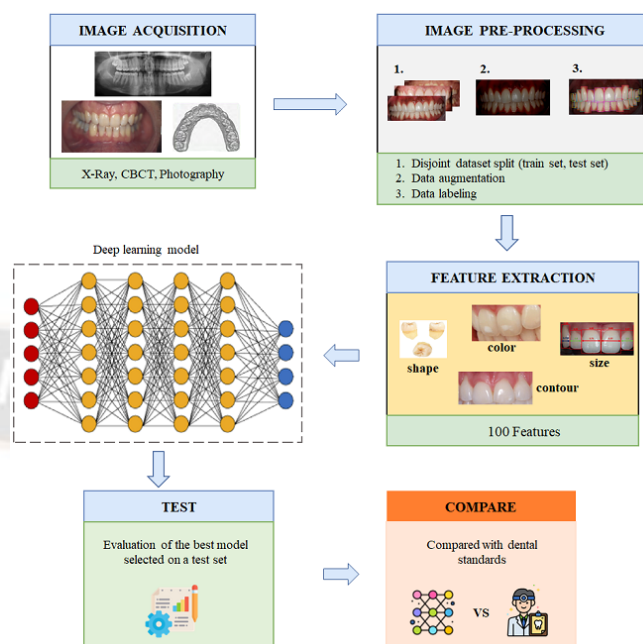 IMAGE ACQUISITION
X-Ray, CBCT, Photography
IMAGE PRE-PROCESSING
1.
2.
3.
1. Disjoint dataset split (train set, test set)
2. Data augmentation
3. Data labeling
FEATURE EXTRACTION
shape
color
size
contour
100 Features
Deep learning model
TEST
Evaluation of the best model
selected on a test set
COMPARE
Compared with dental
standards
VS